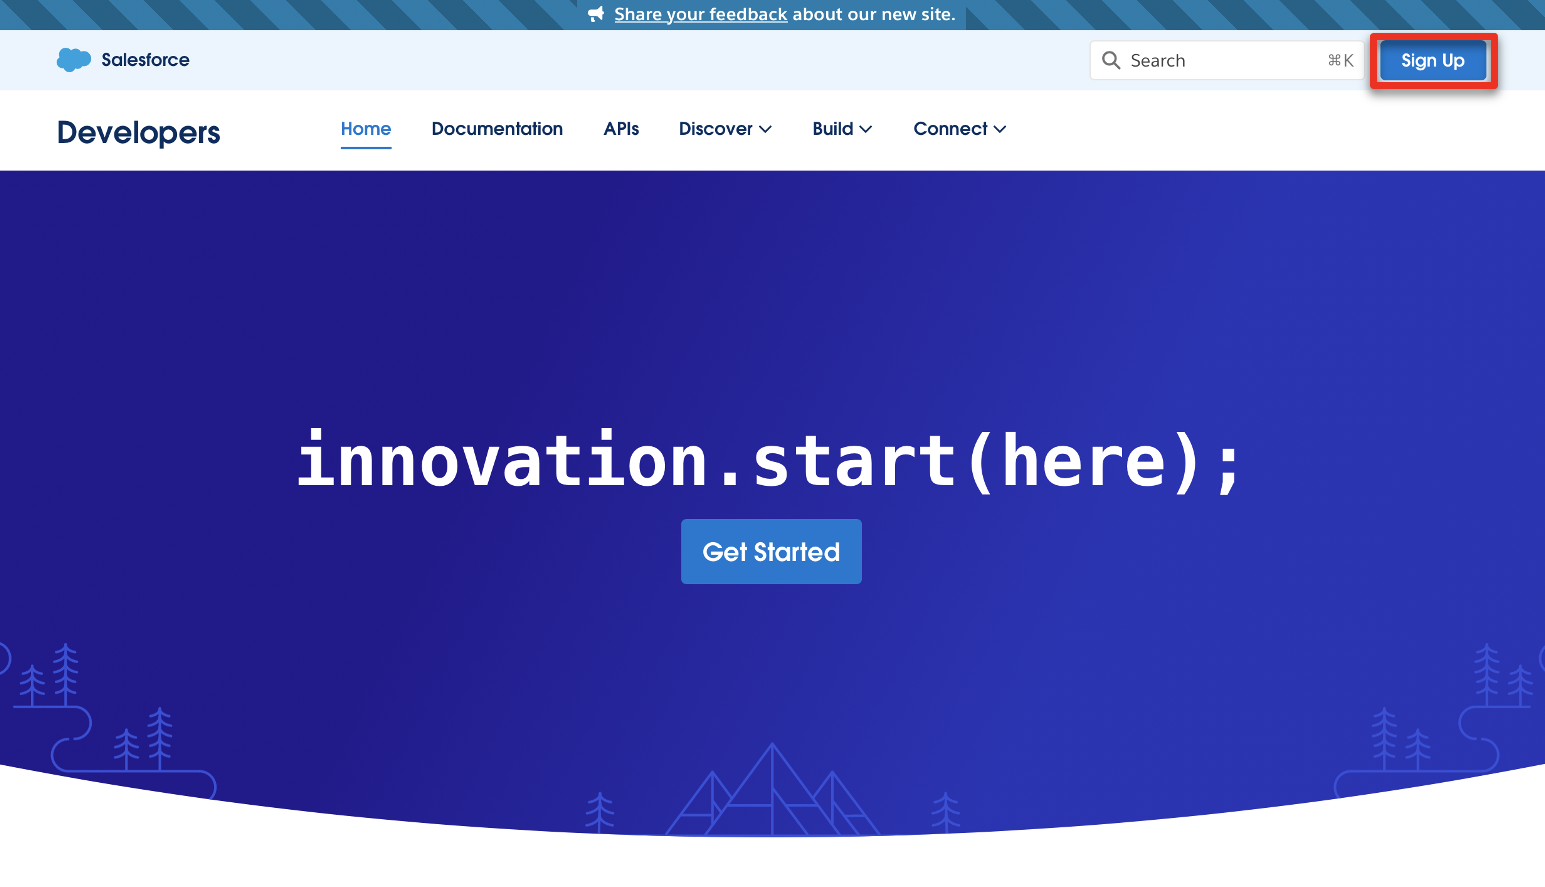 Share your feedback about our new site.
Salesforce
Search ⌘K
Sign Up
Developers
Home Documentation APIs Discover Build Connect
innovation.start(here);
Get Started